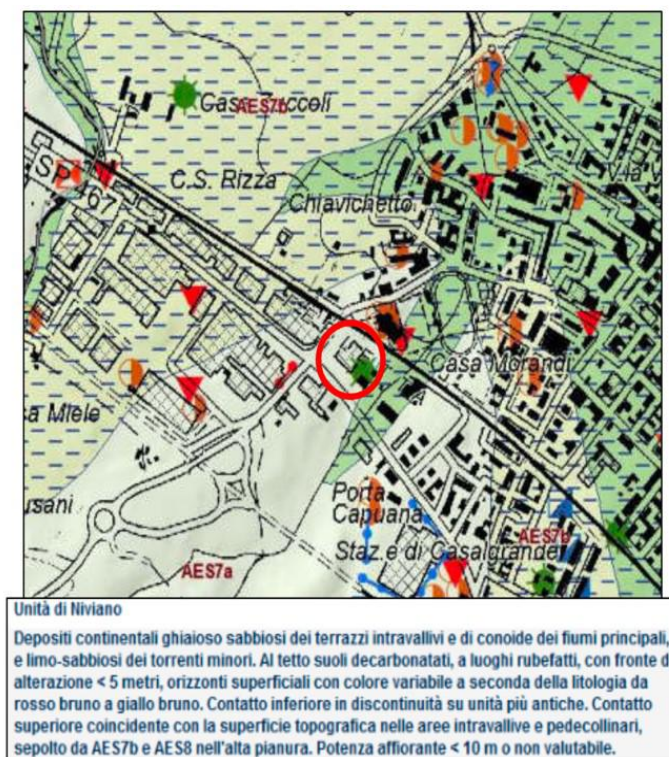 Casa Zuccoli
AES7b
C.S. Rizza
SP 467
Chiavichetto
Via V
Casa Morandi
a Miele
usani
Porta
Capuana
Staz.e di Casalgrande
AES7b
AES7a
Unità di Niviano
Depositi continentali ghiaioso sabbiosi dei terrazzi intravallivi e di conoide dei fiumi principali,
e limo-sabbiosi dei torrenti minori. Al tetto suoli decarbonatati, a luoghi rubefatti, con fronte d
alterazione < 5 metri, orizzonti superficiali con colore variabile a seconda della litologia da
rosso bruno a giallo bruno. Contatto inferiore in discontinuità su unità più antiche. Contatto
superiore coincidente con la superficie topografica nelle aree intravallive e pedecollinari,
sepolto da AES7b e AES8 nell'alta pianura. Potenza affiorante < 10 m o non valutabile.